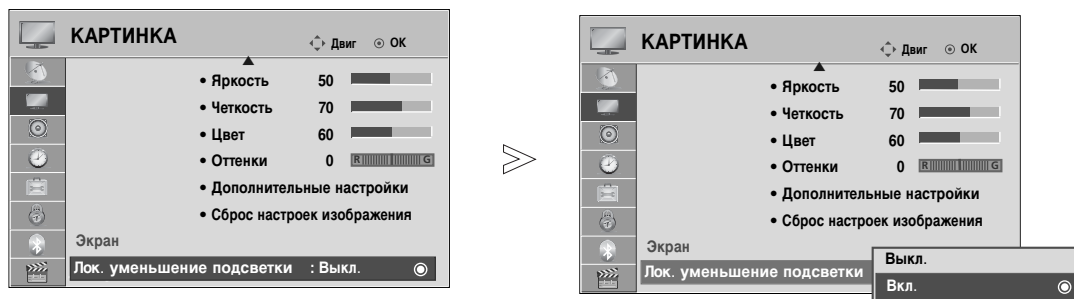 КАРТИНКА
Двиг ОК
• Яркость 50
• Четкость 70
• Цвет 60
• Оттенки 0 R G
• Дополнительные настройки
• Сброс настроек изображения
Экран
Лок. уменьшение подсветки : Выкл.
КАРТИНКА
Двиг ОК
• Яркость 50
• Четкость 70
• Цвет 60
• Оттенки 0 R G
• Дополнительные настройки
• Сброс настроек изображения
Экран
Лок. уменьшение подсветки
Выкл.
Вкл.